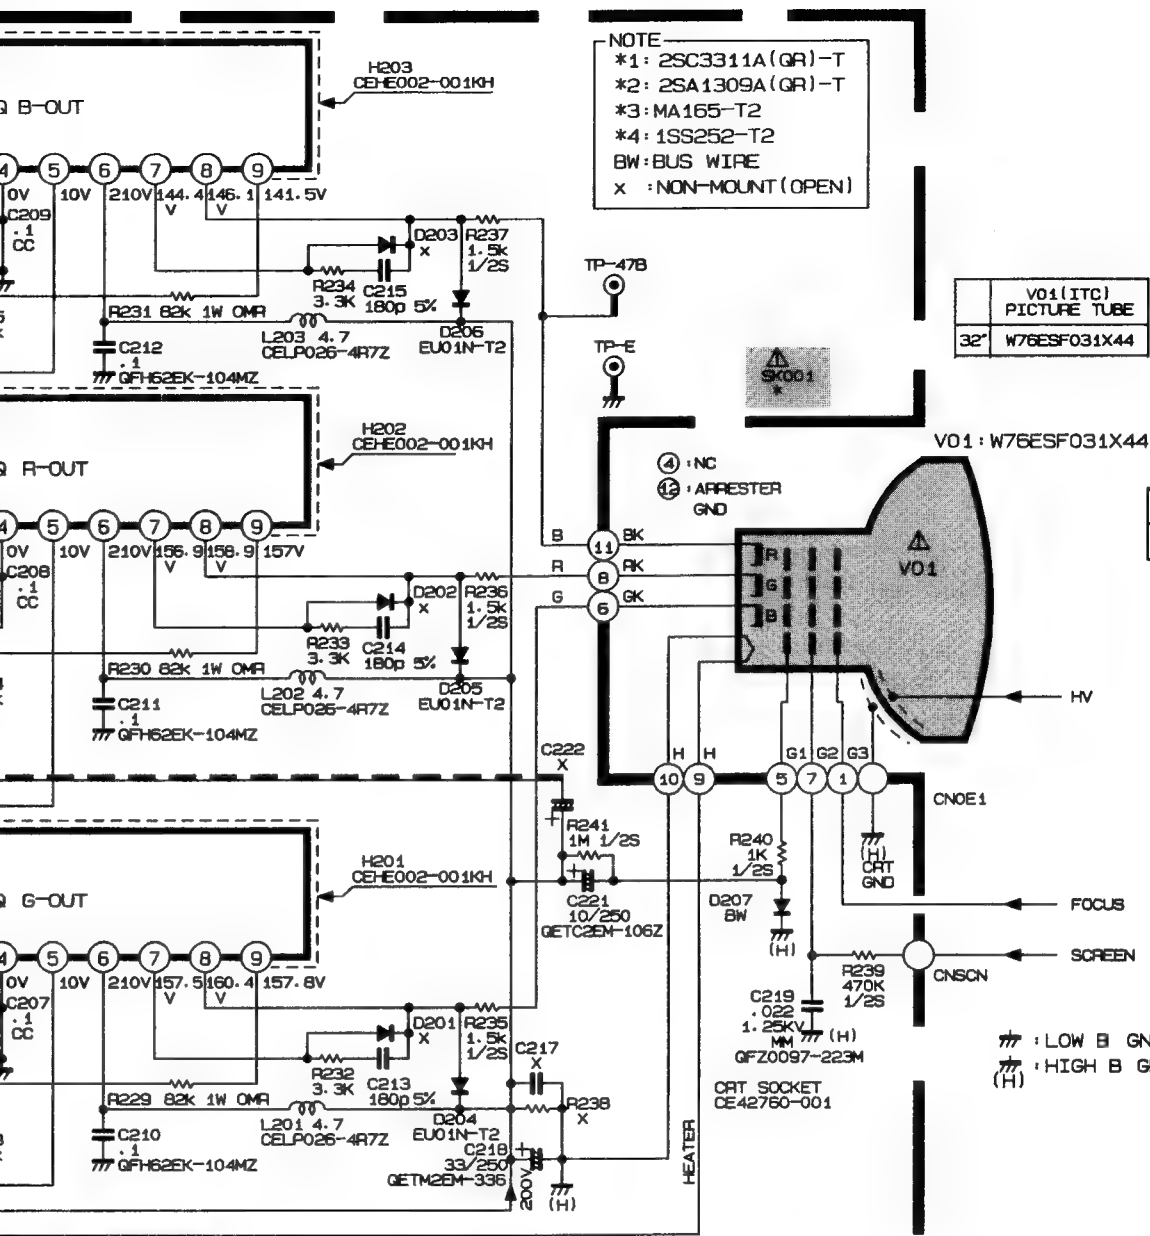 NOTE
*1: 2SC3311A(QR)-T
*2: 2SA1309A(QR)-T
*3: MA165-T2
*4: 1SS252-T2
BW: BUS WIRE
x : NON-MOUNT(OPEN)
H203
CEHE002-001KH
B-OUT
5 6 7 8 9
0V 10V 210V 144.4V 146.1V 141.5V
C209
.1
CC
D203
x
R237
1.5k
1/2S
R234
3.3K
C215
180p 5%
R231 82k 1W OMR
L203 4.7
CELP026-4R7Z
D206
EU01N-T2
C212
.1
QFH62EK-104MZ
TP-47B
TP-E
SK001
*
V01(ITC)
PICTURE TUBE
32" W76ESF031X44
V01: W76ESF031X44
H202
CEHE002-001KH
R-OUT
4 :NC
12 :ARRESTER
GND
5 6 7 8 9
0V 10V 210V 156.9V 158.9V 157V
C208
.1
CC
B 11 BK
R 8 RK
G 6 GK
R
G
B
V01
D202
x
R236
1.5k
1/2S
R233
3.3K
C214
180p 5%
R230 82k 1W OMR
L202 4.7
CELP026-4R7Z
D205
EU01N-T2
C211
.1
QFH62EK-104MZ
HV
C222
x
H H G1 G2 G3
10 9 5 7 1
CN0E1
R241
1M 1/2S
R240
1K
1/2S
(H)
CRT
GND
H201
CEHE002-001KH
G-OUT
C221
10/250
QETC2EM-106Z
D207
BW
(H)
FOCUS
SCREEN
CNSCN
R239
470K
1/2S
5 6 7 8 9
0V 10V 210V 157.5V 160.4V 157.8V
C207
.1
CC
C219
.022
1.25KV
MM
QFZ0097-223M
(H)
D201
x
R235
1.5k
1/2S
C217
x
R232
3.3K
C213
180p 5%
R238
x
R229 82k 1W OMR
L201 4.7
CELP026-4R7Z
D204
EU01N-T2
C210
.1
QFH62EK-104MZ
C218
33/250
QETM2EM-336
200V
(H)
HEATER
CRT SOCKET
CE42760-001
: LOW B GN
(H) : HIGH B G